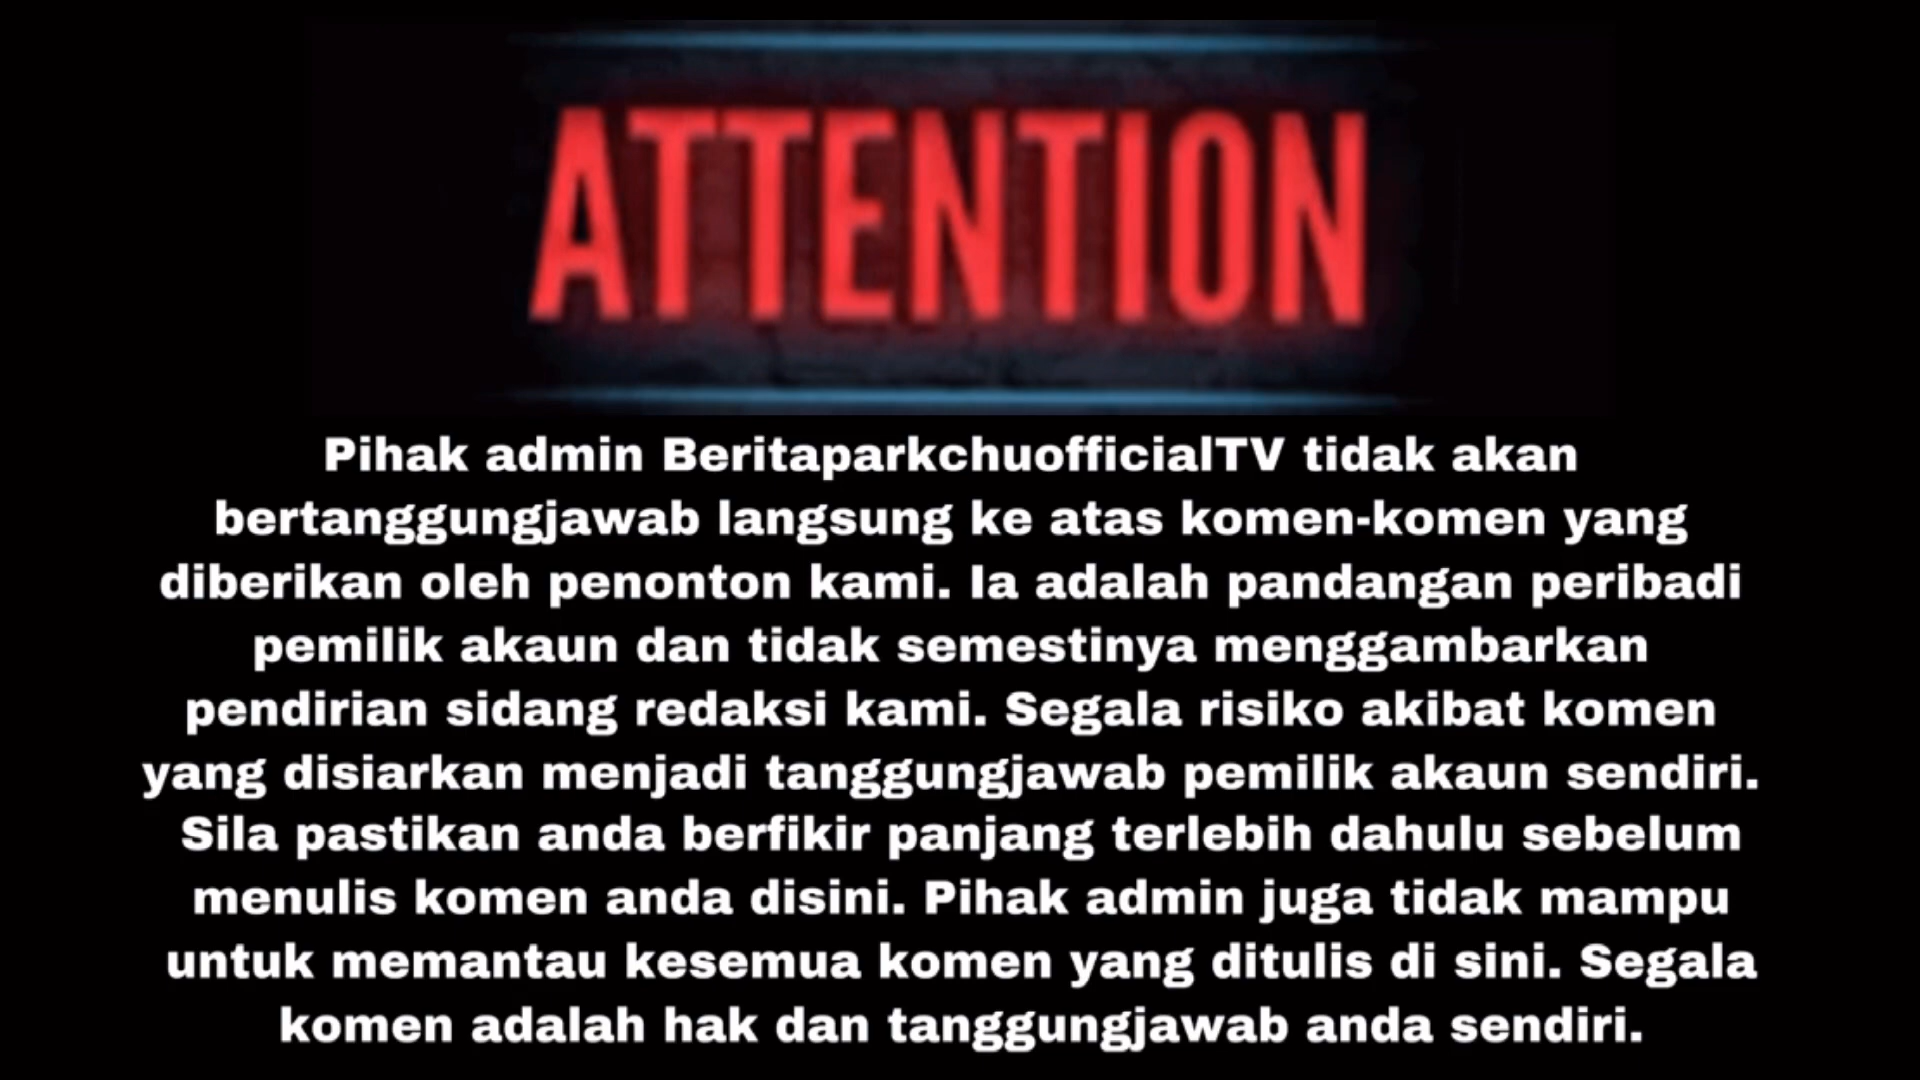 ATTENTION
Pihak admin BeritaparkchuofficialTV tidak akan
bertanggungjawab langsung ke atas komen-komen yang
diberikan oleh penonton kami. Ia adalah pandangan peribadi
pemilik akaun dan tidak semestinya menggambarkan
pendirian sidang redaksi kami. Segala risiko akibat komen
yang disiarkan menjadi tanggungjawab pemilik akaun sendiri.
Sila pastikan anda berfikir panjang terlebih dahulu sebelum
menulis komen anda disini. Pihak admin juga tidak mampu
untuk memantau kesemua komen yang ditulis di sini. Segala
komen adalah hak dan tanggungjawab anda sendiri.